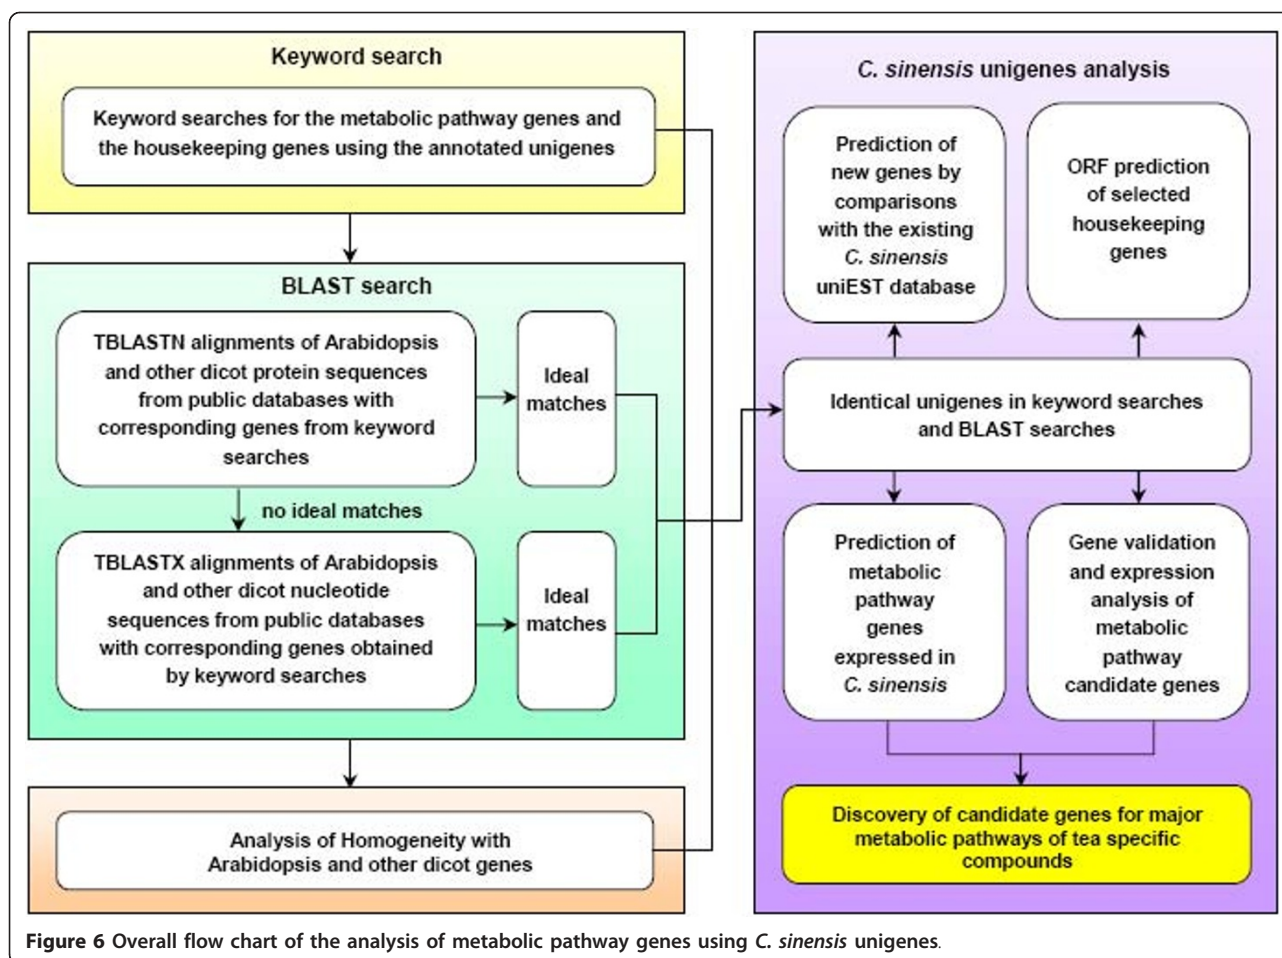 Keyword search
Keyword searches for the metabolic pathway genes and
the housekeeping genes using the annotated unigenes
BLAST search
TBLASTN alignments of Arabidopsis
and other dicot protein sequences
from public databases with
corresponding genes from keyword
searches
Ideal
matches
no ideal matches
TBLASTX alignments of Arabidopsis
and other dicot nucleotide
sequences from public databases
with corresponding genes obtained
by keyword searches
Ideal
matches
Analysis of Homogeneity with
Arabidopsis and other dicot genes
C. sinensis unigenes analysis
Prediction of
new genes by
comparisons
with the existing
C. sinensis
uniEST database
ORF prediction
of selected
housekeeping
genes
Identical unigenes in keyword searches
and BLAST searches
Prediction of
metabolic
pathway
genes
expressed in
C. sinensis
Gene validation
and expression
analysis of
metabolic
pathway
candidate genes
Discovery of candidate genes for major
metabolic pathways of tea specific
compounds
Figure 6 Overall flow chart of the analysis of metabolic pathway genes using C. sinensis unigenes.